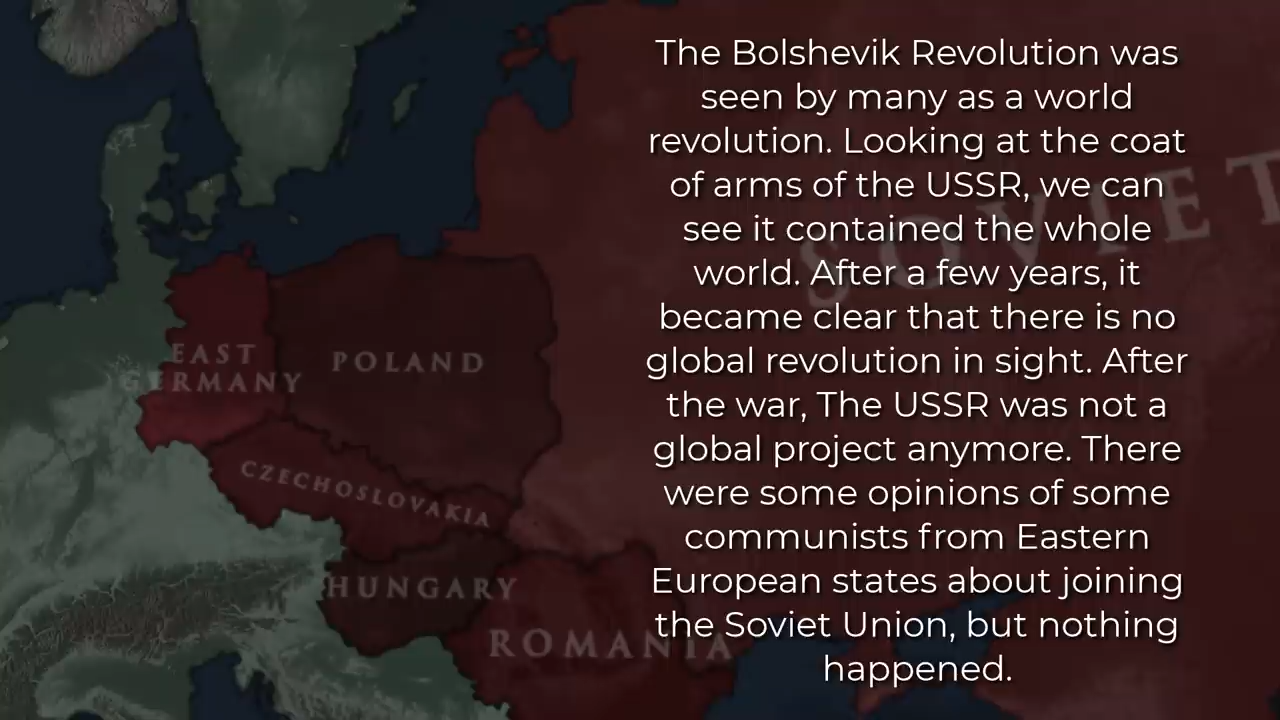 The Bolshevik Revolution was
seen by many as a world
revolution. Looking at the coat
of arms of the USSR, we can
see it contained the whole
world. After a few years, it
became clear that there is no
global revolution in sight. After
the war, The USSR was not a
global project anymore. There
were some opinions of some
communists from Eastern
European states about joining
the Soviet Union, but nothing
happened.
SOVIET
EAST
GERMANY
POLAND
CZECHOSLOVAKIA
HUNGARY
ROMANIA